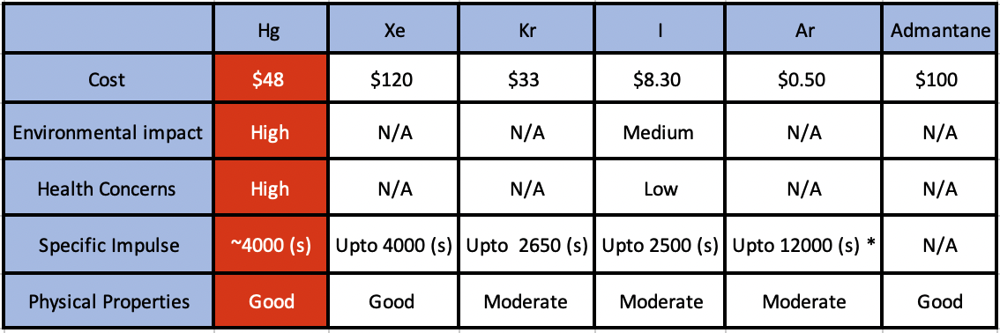 Hg Xe Kr I Ar Admantane
Cost $48 $120 $33 $8.30 $0.50 $100
Environmental impact High N/A N/A Medium N/A N/A
Health Concerns High N/A N/A Low N/A N/A
Specific Impulse ~4000 (s) Upto 4000 (s) Upto  2650 (s) Upto 2500 (s) Upto 12000 (s) * N/A
Physical Properties Good Good Moderate Moderate Moderate Good